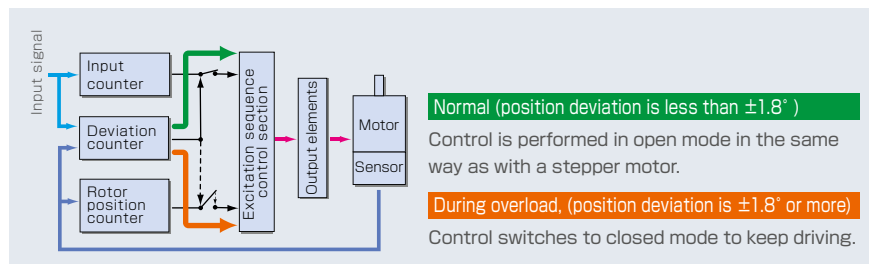 Input signal
Input
counter
Deviation
counter
Rotor
position
counter
Excitation sequence
control section
Output elements
Motor
Sensor
Normal (position deviation is less than ±1.8° )
Control is performed in open mode in the same
way as with a stepper motor.
During overload, (position deviation is ±1.8° or more)
Control switches to closed mode to keep driving.